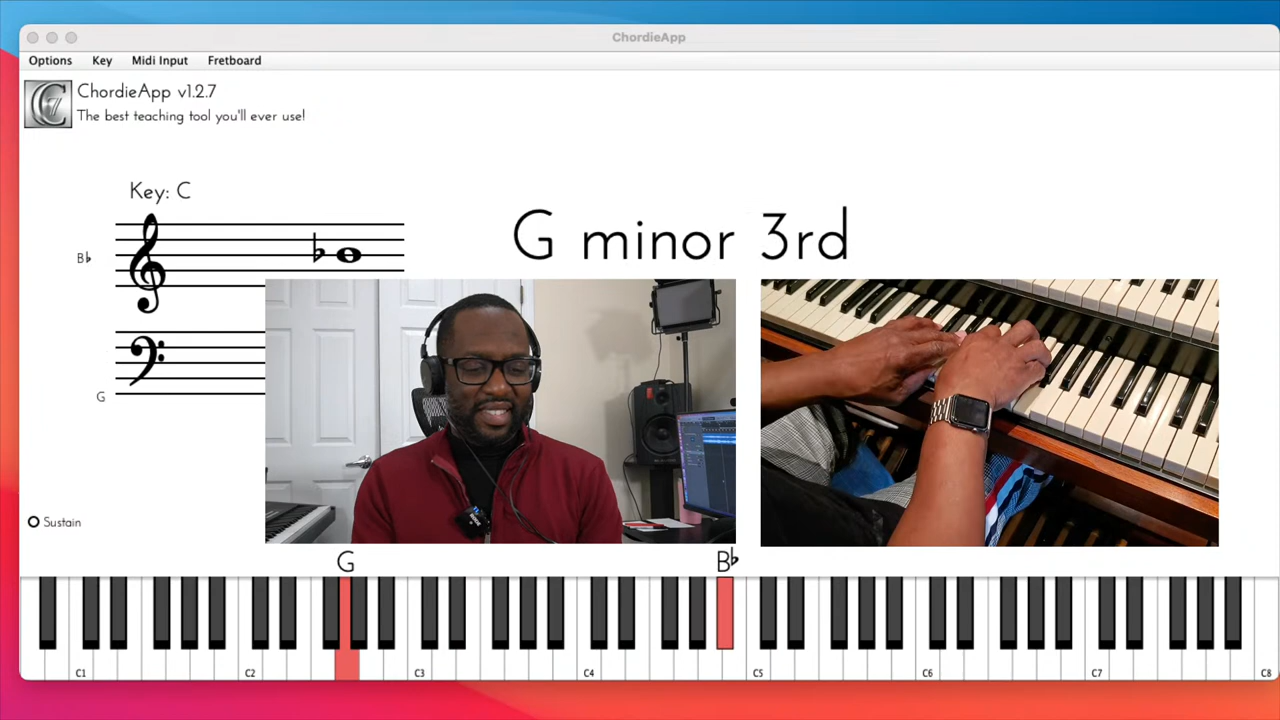 ChordieApp
Options Key Midi Input Fretboard
ChordieApp v1.2.7
The best teaching tool you'll ever use!
Key: C
G minor 3rd
B♭
G
Sustain
G B♭
C1 C2 C3 C4 C5 C6 C7 C8